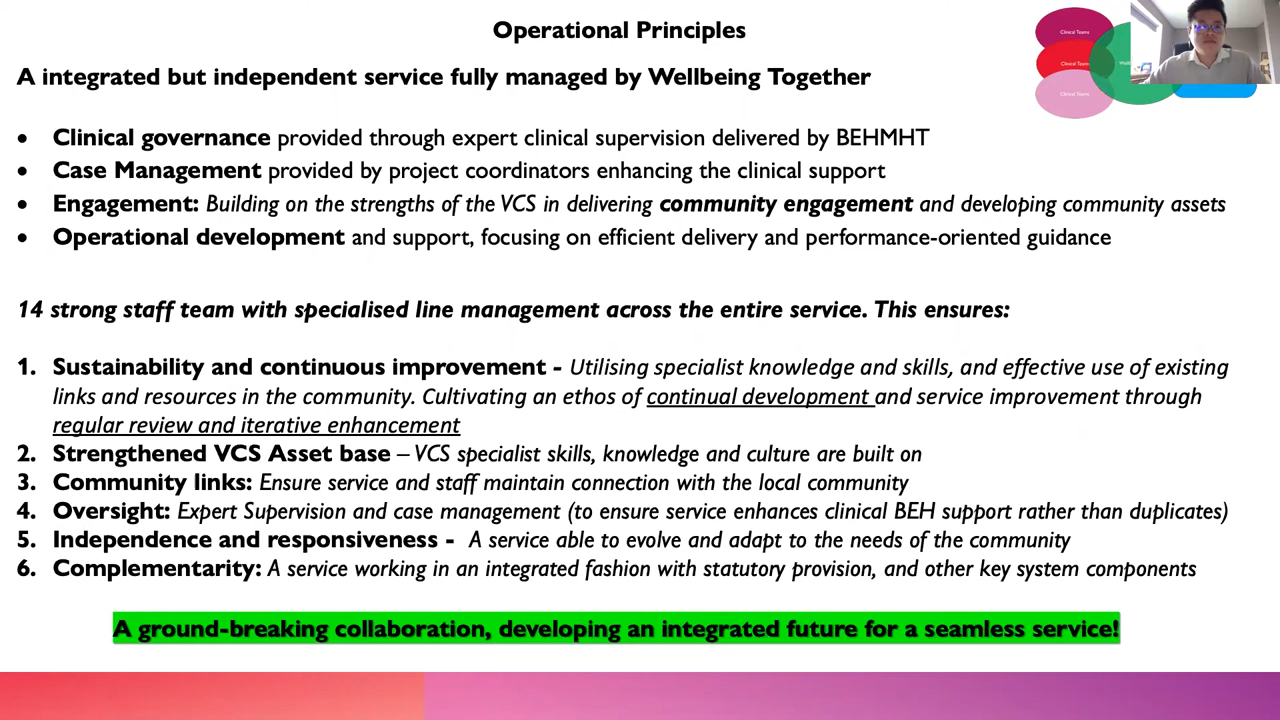 Operational Principles
Clinical Teams
Clinical Teams
Clinical Teams
A integrated but independent service fully managed by Wellbeing Together
• Clinical governance provided through expert clinical supervision delivered by BEHMHT
• Case Management provided by project coordinators enhancing the clinical support
• Engagement: Building on the strengths of the VCS in delivering community engagement and developing community assets
• Operational development and support, focusing on efficient delivery and performance-oriented guidance
14 strong staff team with specialised line management across the entire service. This ensures:
1. Sustainability and continuous improvement - Utilising specialist knowledge and skills, and effective use of existing
links and resources in the community. Cultivating an ethos of continual development and service improvement through
regular review and iterative enhancement
2. Strengthened VCS Asset base – VCS specialist skills, knowledge and culture are built on
3. Community links: Ensure service and staff maintain connection with the local community
4. Oversight: Expert Supervision and case management (to ensure service enhances clinical BEH support rather than duplicates)
5. Independence and responsiveness - A service able to evolve and adapt to the needs of the community
6. Complementarity: A service working in an integrated fashion with statutory provision, and other key system components
A ground-breaking collaboration, developing an integrated future for a seamless service!